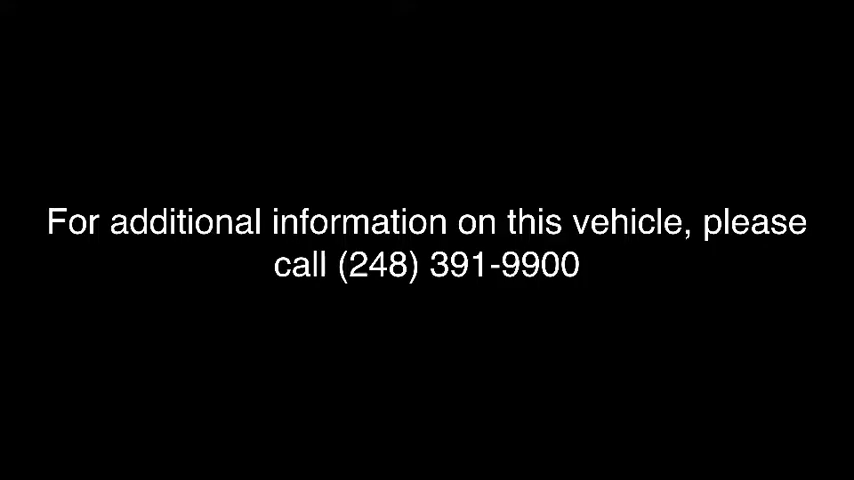 For additional information on this vehicle, please
call (248) 391-9900